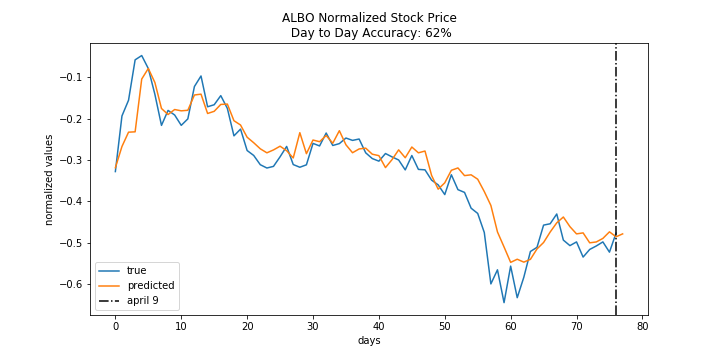 ALBO Normalized Stock Price
Day to Day Accuracy: 62%
normalized values
−0.1
−0.2
−0.3
−0.4
−0.5
−0.6
true
predicted
april 9
0
10
20
30
40
50
60
70
80
days